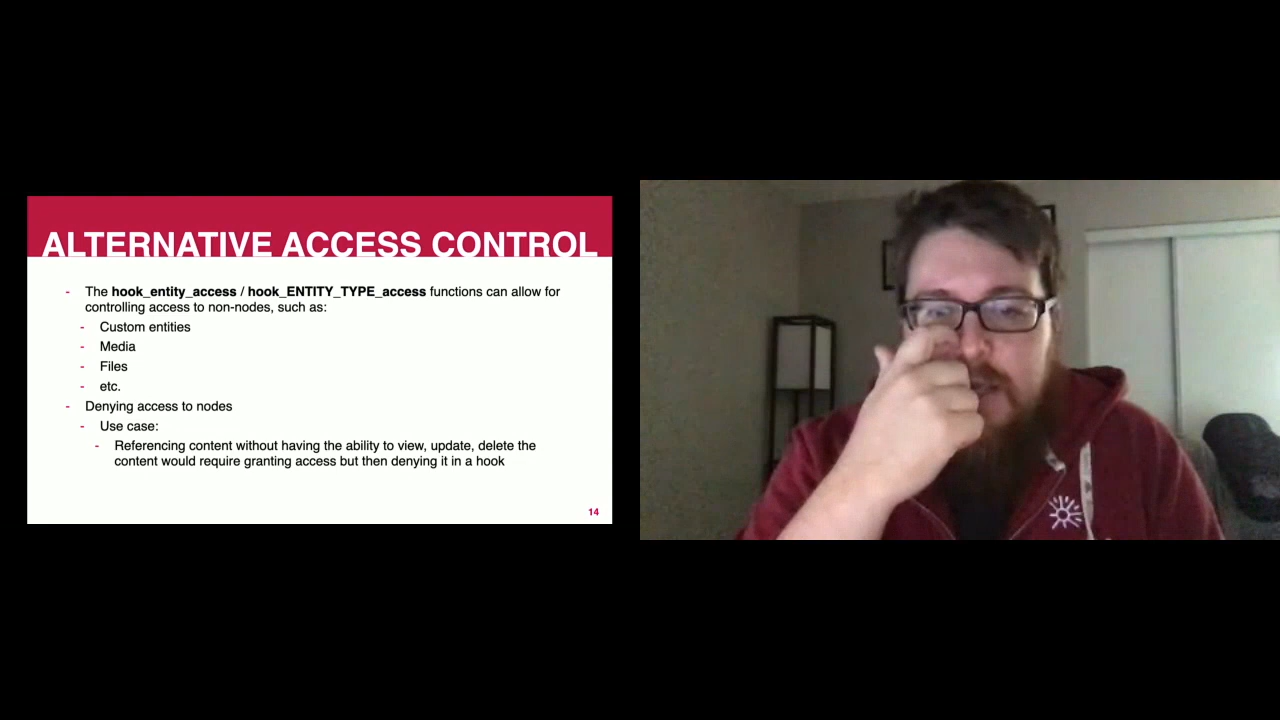 ALTERNATIVE ACCESS CONTROL
- The hook_entity_access / hook_ENTITY_TYPE_access functions can allow for
controlling access to non-nodes, such as:
- Custom entities
- Media
- Files
- etc.
- Denying access to nodes
- Use case:
- Referencing content without having the ability to view, update, delete the
content would require granting access but then denying it in a hook
14